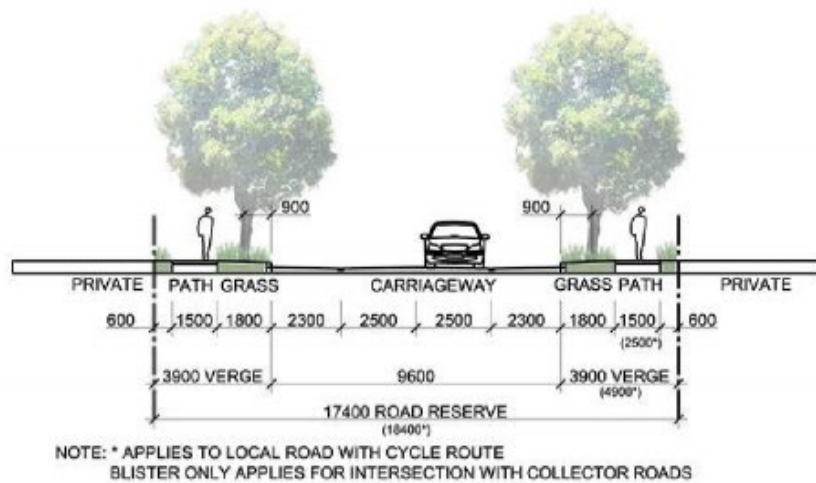 900 900
PRIVATE PATH GRASS CARRIAGEWAY GRASS PATH PRIVATE
600 1500 1800 2300 2500 2500 2300 1800 1500 600
(2500*)
3900 VERGE 9600 3900 VERGE
(4900*)
17400 ROAD RESERVE
(18400*)
NOTE: * APPLIES TO LOCAL ROAD WITH CYCLE ROUTE
BLISTER ONLY APPLIES FOR INTERSECTION WITH COLLECTOR ROADS